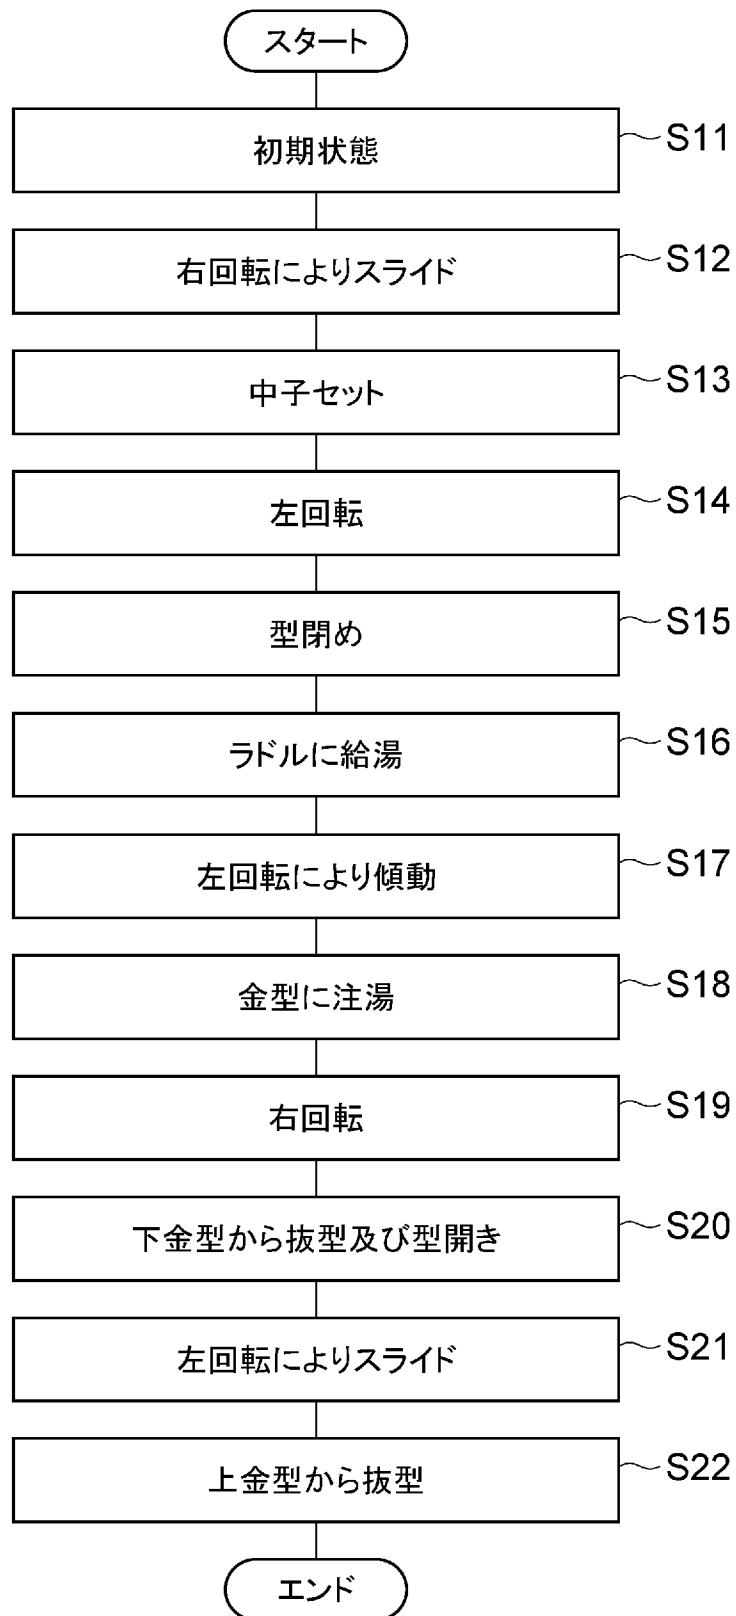 スタート
初期状態
S11
右回転によりスライド
S12
中子セット
S13
左回転
S14
型閉め
S15
ラドルに給湯
S16
左回転により傾動
S17
金型に注湯
S18
右回転
S19
下金型から抜型及び型開き
S20
左回転によりスライド
S21
上金型から抜型
S22
エンド